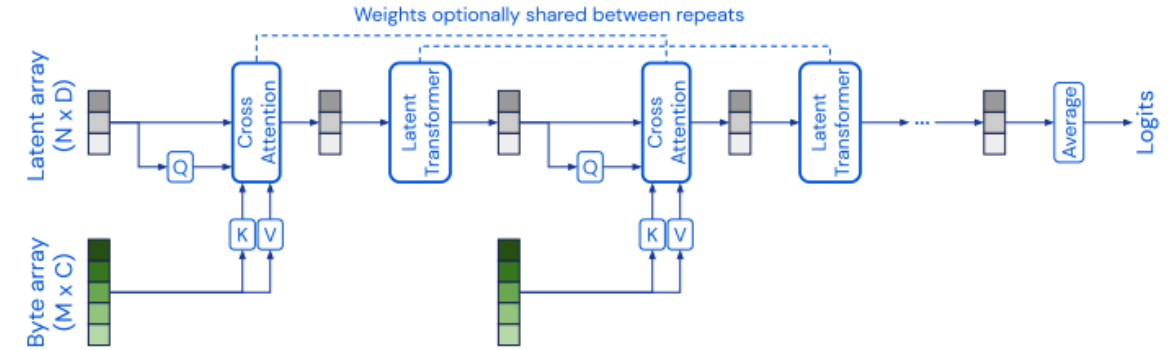 Weights optionally shared between repeats
Latent array
(N x D)
Q
Cross
Attention
Latent
Transformer
Q
Cross
Attention
Latent
Transformer
...
Average
Logits
K
V
K
V
Byte array
(M x C)